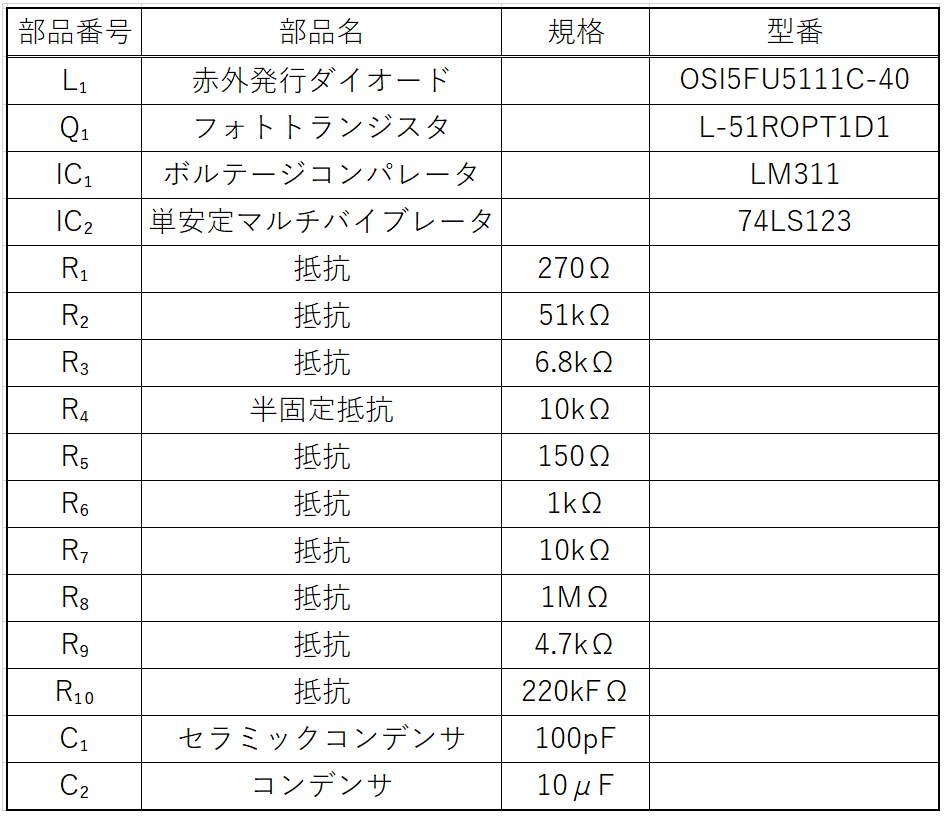 部品番号 部品名 規格 型番
L₁ 赤外発行ダイオード OSI5FU5111C-40
Q₁ フォトトランジスタ L-51ROPT1D1
IC₁ ボルテージコンパレータ LM311
IC₂ 単安定マルチバイブレータ 74LS123
R₁ 抵抗 270Ω
R₂ 抵抗 51kΩ
R₃ 抵抗 6.8kΩ
R₄ 半固定抵抗 10kΩ
R₅ 抵抗 150Ω
R₆ 抵抗 1kΩ
R₇ 抵抗 10kΩ
R₈ 抵抗 1MΩ
R₉ 抵抗 4.7kΩ
R₁₀ 抵抗 220kFΩ
C₁ セラミックコンデンサ 100pF
C₂ コンデンサ 10μF